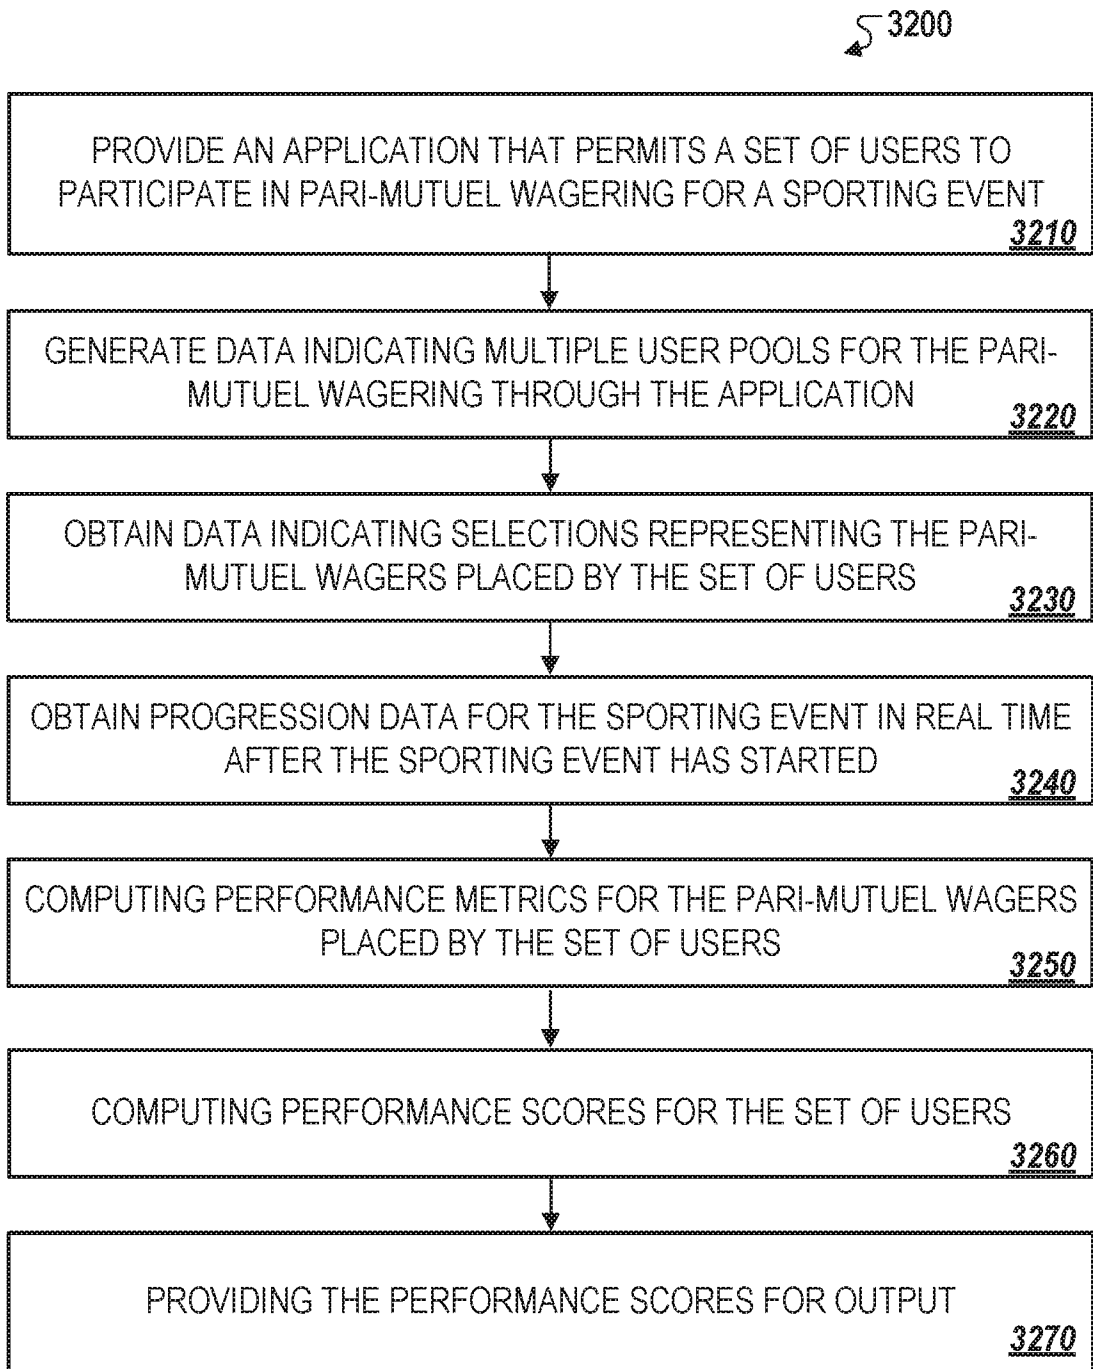 3200
PROVIDE AN APPLICATION THAT PERMITS A SET OF USERS TO
PARTICIPATE IN PARI-MUTUEL WAGERING FOR A SPORTING EVENT
3210
GENERATE DATA INDICATING MULTIPLE USER POOLS FOR THE PARI-
MUTUEL WAGERING THROUGH THE APPLICATION
3220
OBTAIN DATA INDICATING SELECTIONS REPRESENTING THE PARI-
MUTUEL WAGERS PLACED BY THE SET OF USERS
3230
OBTAIN PROGRESSION DATA FOR THE SPORTING EVENT IN REAL TIME
AFTER THE SPORTING EVENT HAS STARTED
3240
COMPUTING PERFORMANCE METRICS FOR THE PARI-MUTUEL WAGERS
PLACED BY THE SET OF USERS
3250
COMPUTING PERFORMANCE SCORES FOR THE SET OF USERS
3260
PROVIDING THE PERFORMANCE SCORES FOR OUTPUT
3270